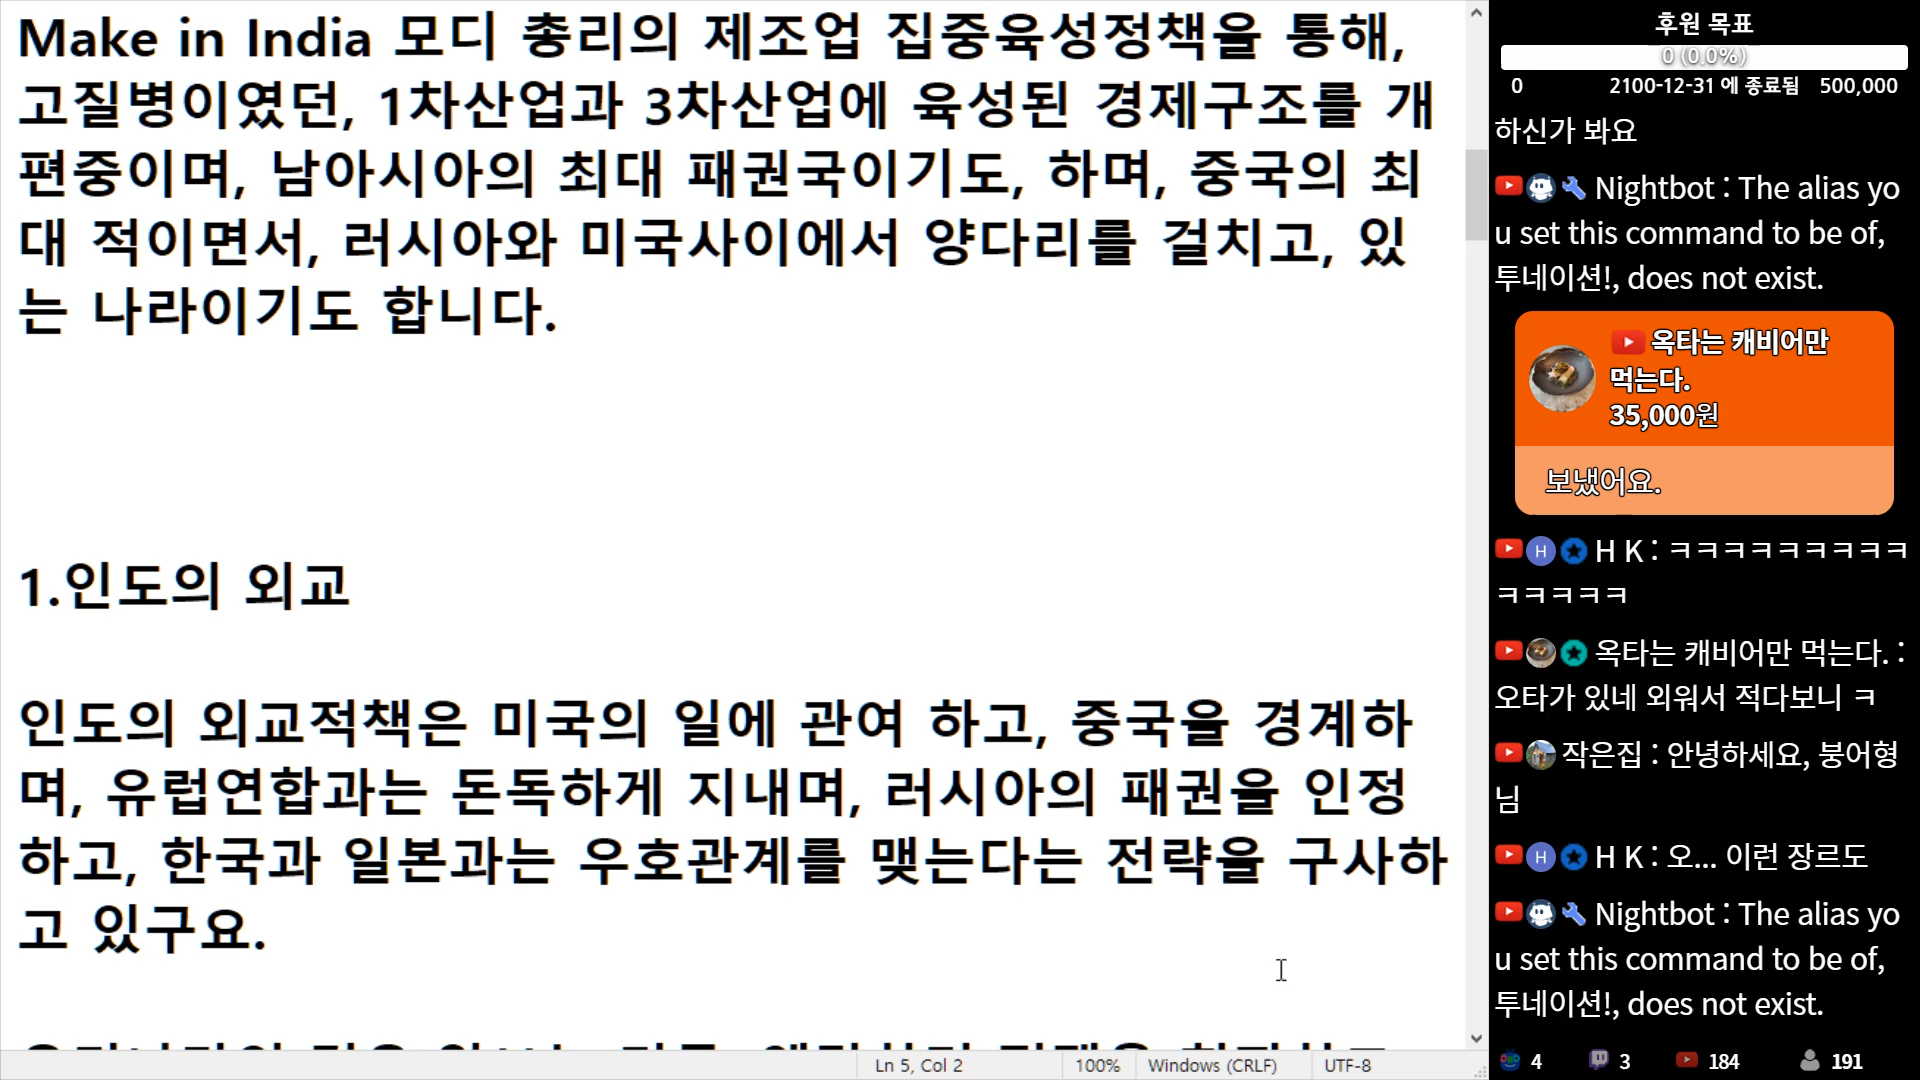 Make in India 모디 총리의 제조업 집중육성정책을 통해,
고질병이였던, 1차산업과 3차산업에 육성된 경제구조를 개
편중이며, 남아시아의 최대 패권국이기도, 하며, 중국의 최
대 적이면서, 러시아와 미국사이에서 양다리를 걸치고, 있
는 나라이기도 합니다.
1.인도의 외교
인도의 외교적책은 미국의 일에 관여 하고, 중국을 경계하
며, 유럽연합과는 돈독하게 지내며, 러시아의 패권을 인정
하고, 한국과 일본과는 우호관계를 맺는다는 전략을 구사하
고 있구요.
Ln 5, Col 2
100%
Windows (CRLF)
UTF-8
후원 목표
0 (0.0%)
0 2100-12-31 에 종료됨 500,000
하신가 봐요
Nightbot : The alias yo
u set this command to be of,
투네이션!, does not exist.
옥타는 캐비어만
먹는다.
35,000원
보냈어요.
H H K : ㅋㅋㅋㅋㅋㅋㅋㅋㅋ
ㅋㅋㅋㅋㅋ
옥타는 캐비어만 먹는다. :
오타가 있네 외워서 적다보니 ㅋ
작은집 : 안녕하세요, 붕어형
님
H H K : 오... 이런 장르도
Nightbot : The alias yo
u set this command to be of,
투네이션!, does not exist.
4 3 184 191